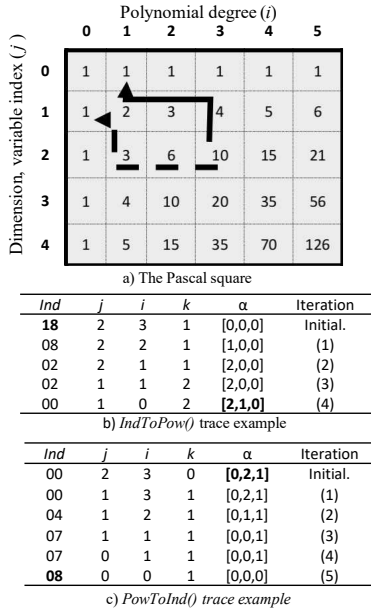 Polynomial degree (i)
0 1 2 3 4 5
Dimension, variable index ( j )
0 1 1 1 1 1 1
1 1 2 3 4 5 6
2 1 3 6 10 15 21
3 1 4 10 20 35 56
4 1 5 15 35 70 126
a) The Pascal square
Ind j i k α Iteration
18 2 3 1 [0,0,0] Initial.
08 2 2 1 [1,0,0] (1)
02 2 1 1 [2,0,0] (2)
02 1 1 2 [2,0,0] (3)
00 1 0 2 [2,1,0] (4)
b) IndToPow() trace example
Ind j i k α Iteration
00 2 3 0 [0,2,1] Initial.
00 1 3 1 [0,2,1] (1)
04 1 2 1 [0,1,1] (2)
07 1 1 1 [0,0,1] (3)
07 0 1 1 [0,0,1] (4)
08 0 0 1 [0,0,0] (5)
c) PowToInd() trace example